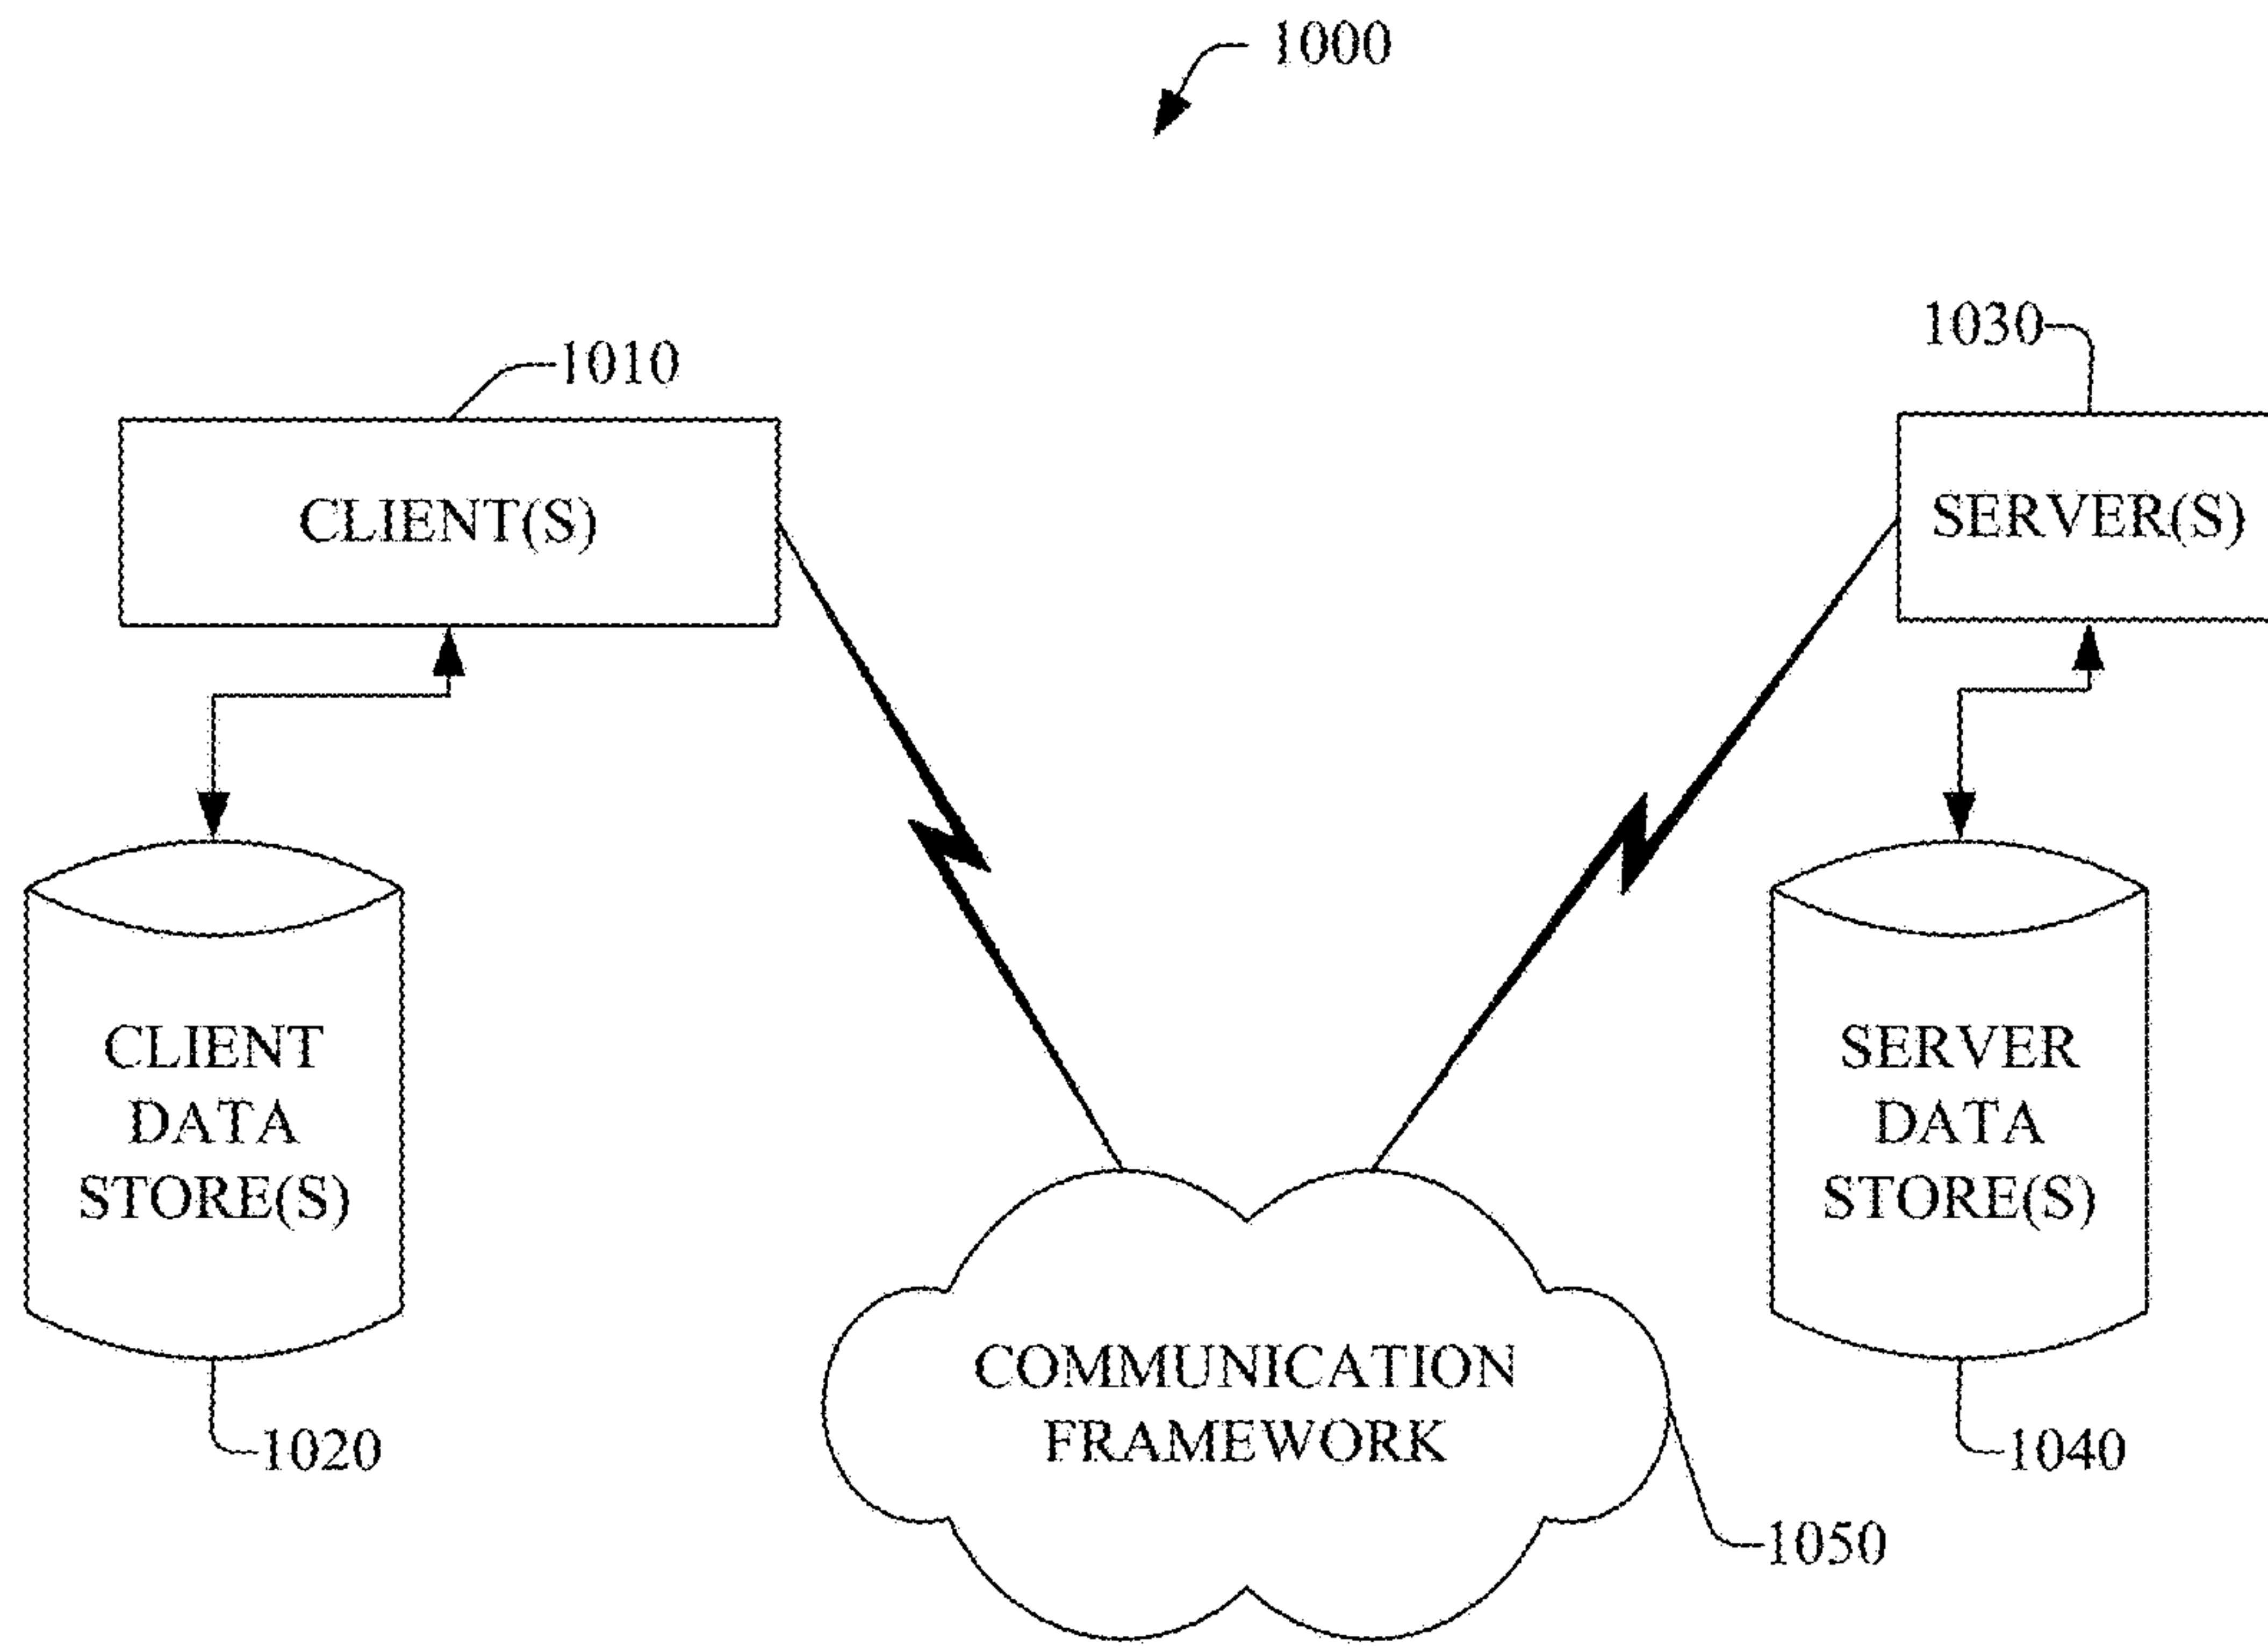 1000
1010
1030
CLIENT(S)
SERVER(S)
CLIENT
DATA
STORE(S)
SERVER
DATA
STORE(S)
COMMUNICATION
FRAMEWORK
1020
1040
1050